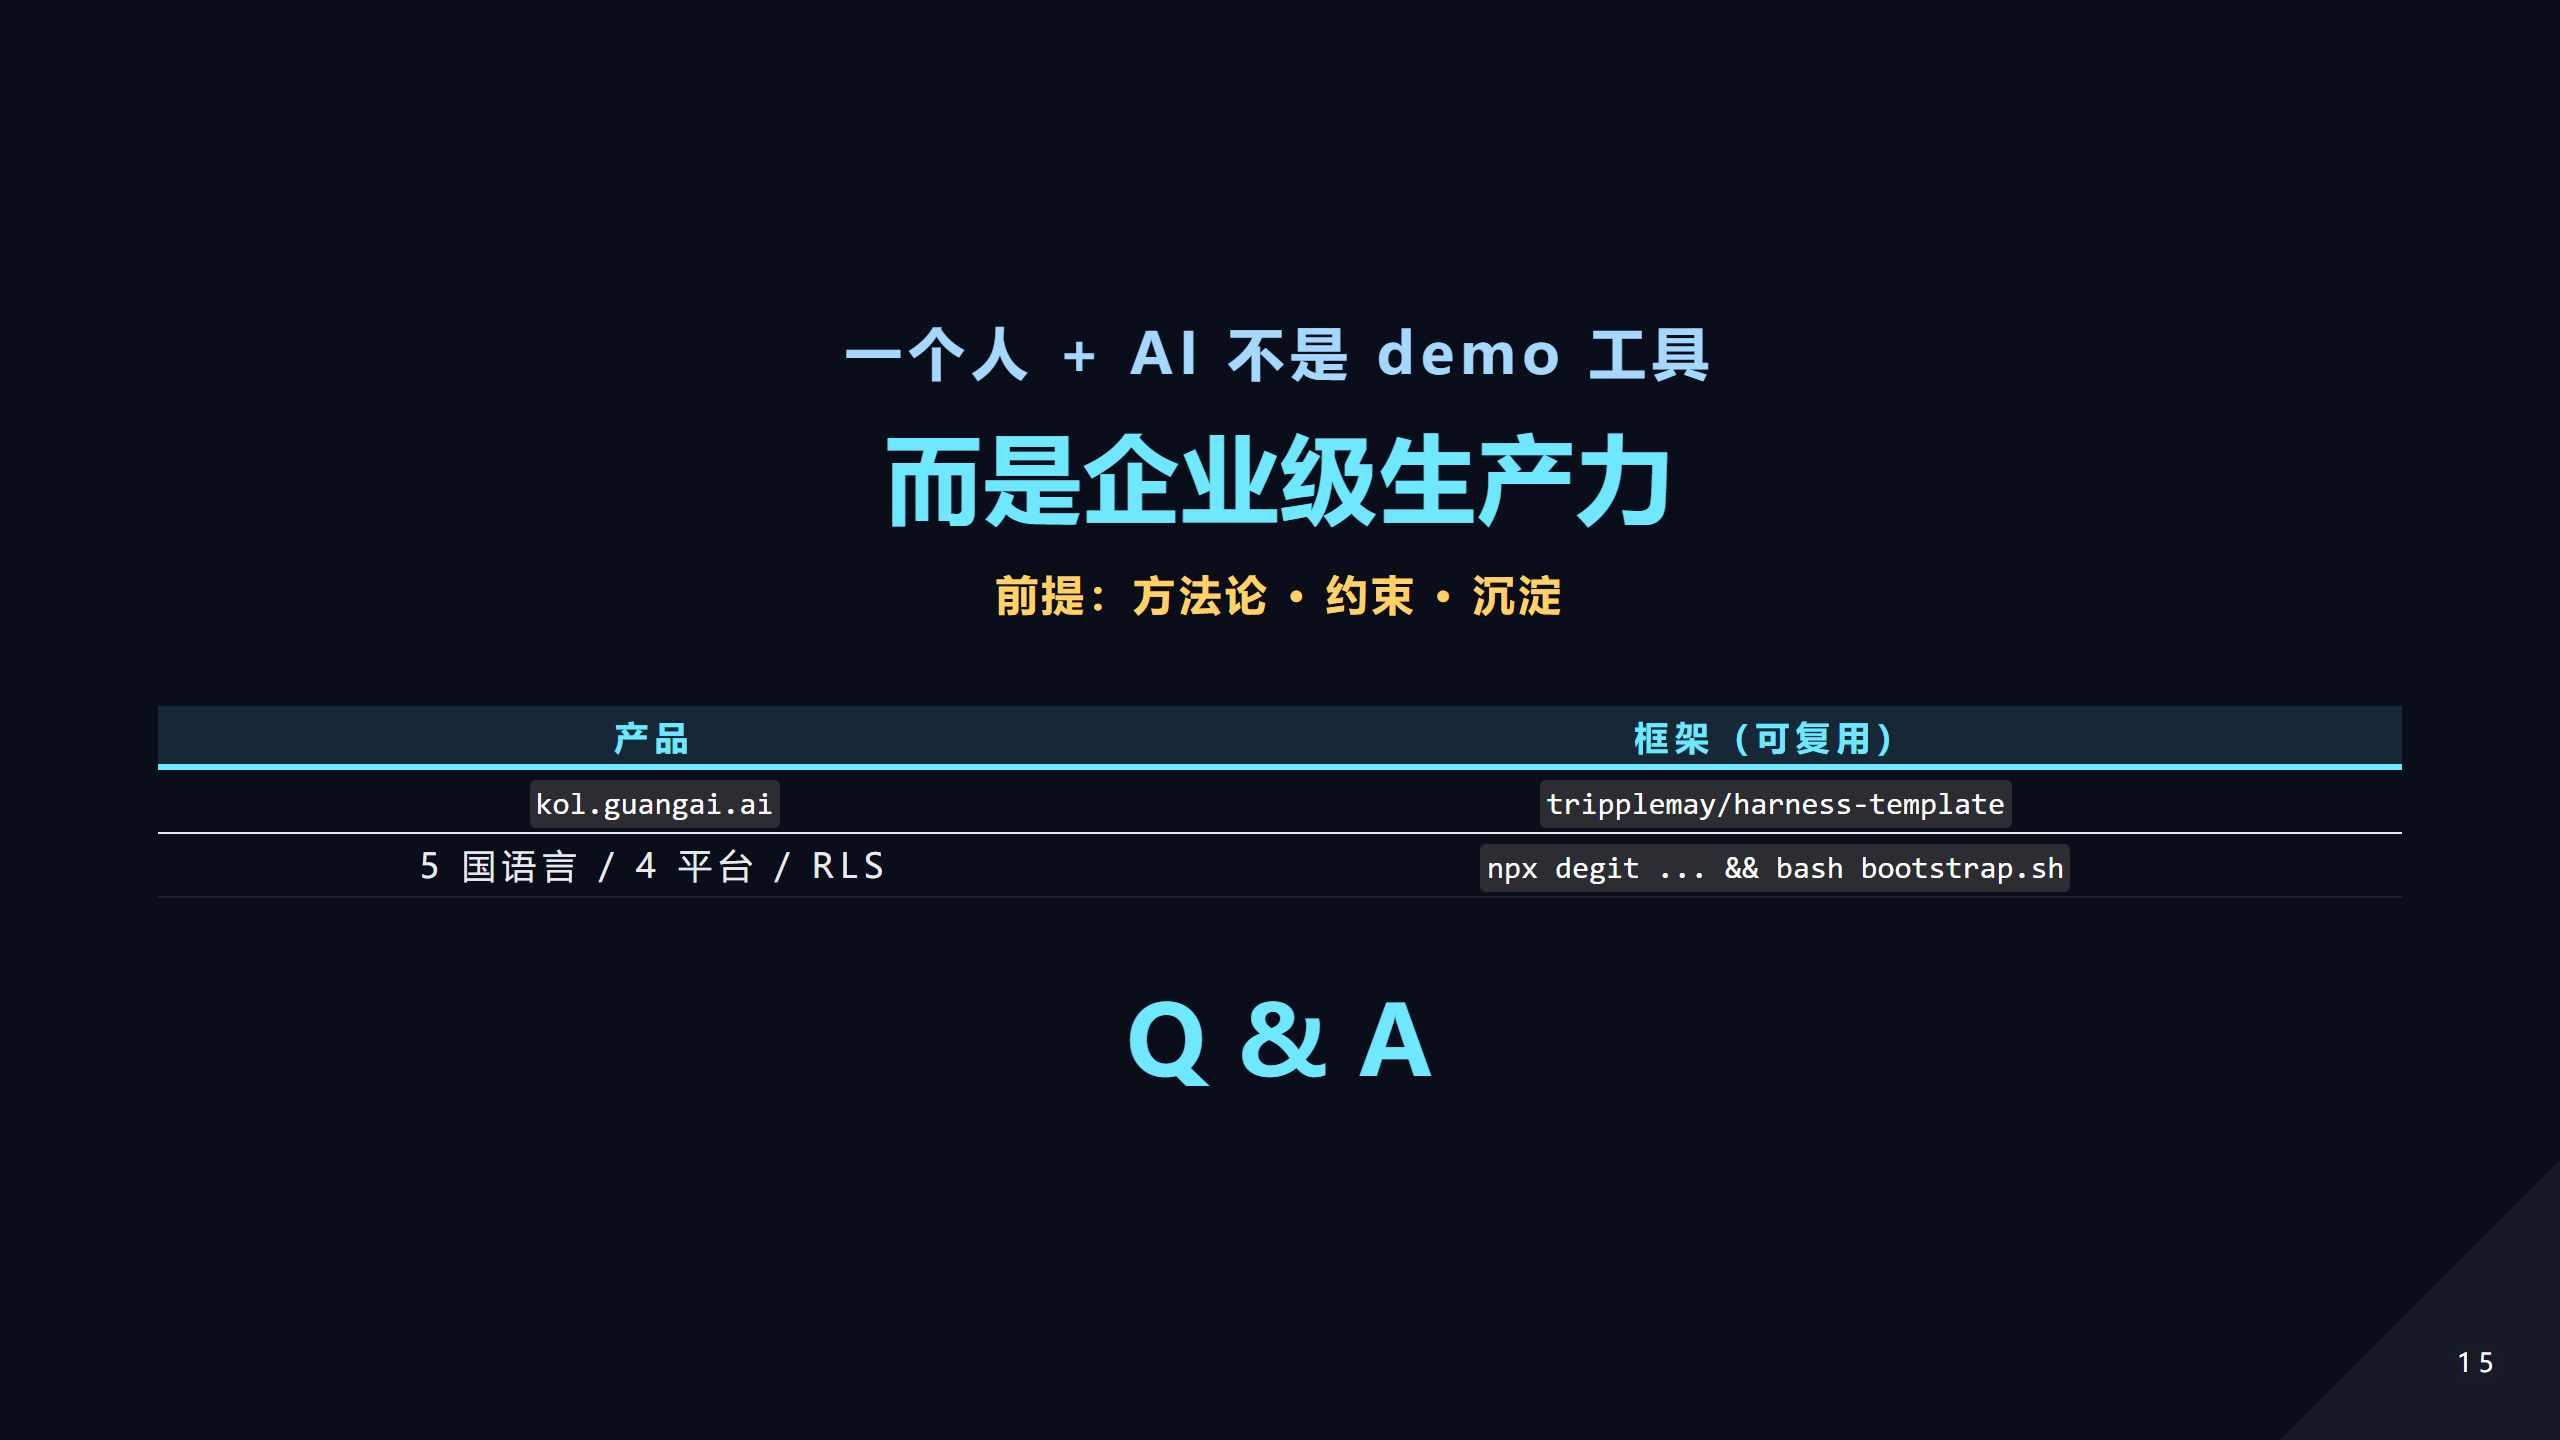 一个人 + AI 不是 demo 工具
而是企业级生产力
前提：方法论 · 约束 · 沉淀
产品 框架（可复用）
kol.guangai.ai tripplemay/harness-template
5 国语言 / 4 平台 / RLS npx degit ... && bash bootstrap.sh
Q & A
15